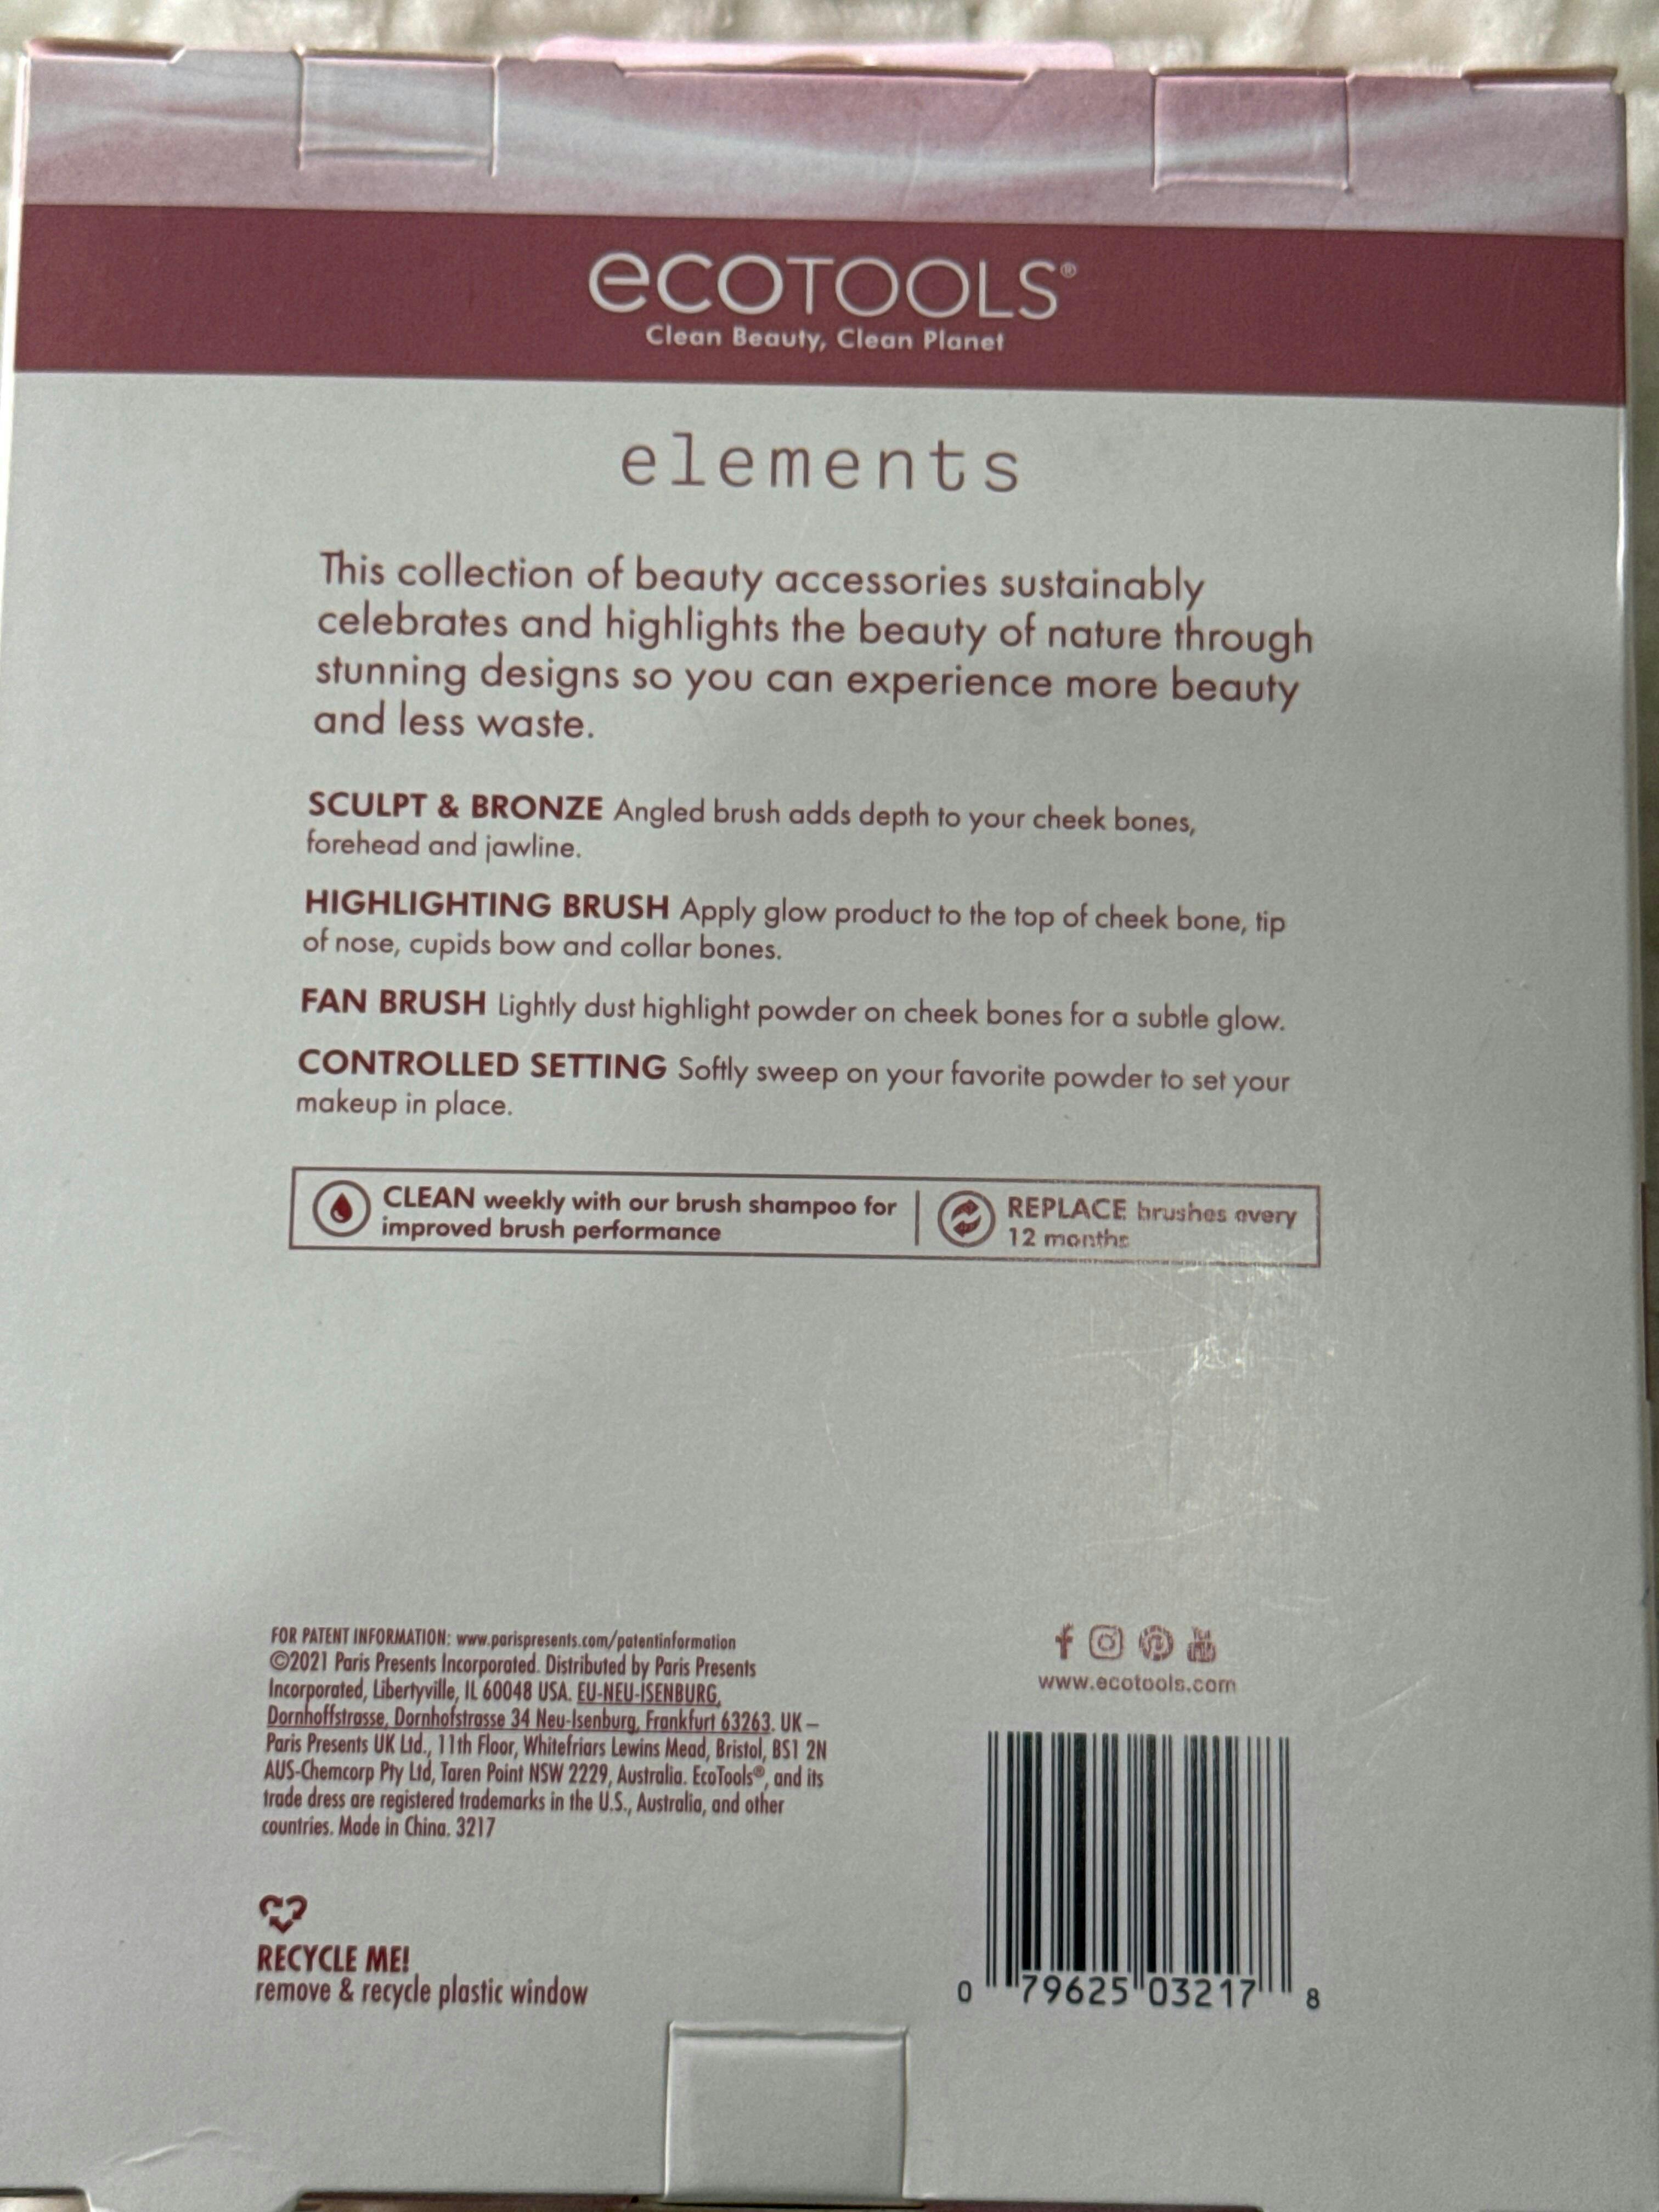 ecoTOOLS®
Clean Beauty, Clean Planet
elements
This collection of beauty accessories sustainably
celebrates and highlights the beauty of nature through
stunning designs so you can experience more beauty
and less waste.
SCULPT & BRONZE Angled brush adds depth to your cheek bones,
forehead and jawline.
HIGHLIGHTING BRUSH Apply glow product to the top of cheek bone, tip
of nose, cupids bow and collar bones.
FAN BRUSH Lightly dust highlight powder on cheek bones for a subtle glow.
CONTROLLED SETTING Softly sweep on your favorite powder to set your
makeup in place.
CLEAN weekly with our brush shampoo for
improved brush performance
REPLACE brushes every
12 months
FOR PATENT INFORMATION: www.parispresents.com/patentinformation
©2021 Paris Presents Incorporated. Distributed by Paris Presents
Incorporated, Libertyville, IL 60048 USA. EU-NEU-ISENBURG,
Dornhoffstrasse, Dornhofstrasse 34 Neu-Isenburg, Frankfurt 63263. UK –
Paris Presents UK Ltd., 11th Floor, Whitefriars Lewins Mead, Bristol, BS1 2N
AUS-Chemcorp Pty Ltd, Taren Point NSW 2229, Australia. EcoTools®, and its
trade dress are registered trademarks in the U.S., Australia, and other
countries. Made in China. 3217
RECYCLE ME!
remove & recycle plastic window
You Tube
www.ecotools.com
0 79625 03217 8